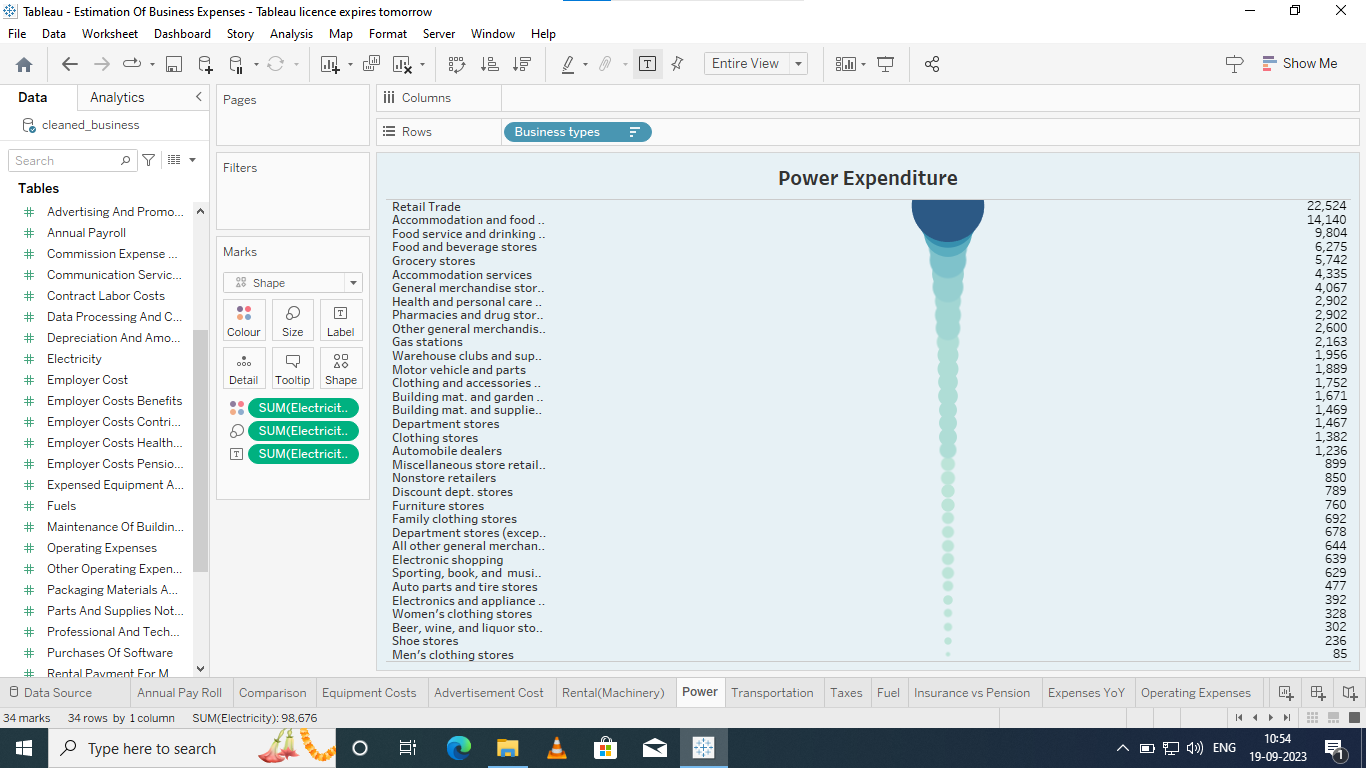 Tableau - Estimation Of Business Expenses - Tableau licence expires tomorrow
File Data Worksheet Dashboard Story Analysis Map Format Server Window Help
Entire View
Show Me
Data Analytics
cleaned_business
Search
Tables
Advertising And Promo...
Annual Payroll
Commission Expense ...
Communication Servic...
Contract Labor Costs
Data Processing And C...
Depreciation And Amo...
Electricity
Employer Cost
Employer Costs Benefits
Employer Costs Contri...
Employer Costs Health...
Employer Costs Pensio...
Expensed Equipment A...
Fuels
Maintenance Of Buildin...
Operating Expenses
Other Operating Expen...
Packaging Materials A...
Parts And Supplies Not...
Professional And Tech...
Purchases Of Software
Rental Payment For M
Pages
Filters
Marks
Shape
Colour Size Label
Detail Tooltip Shape
SUM(Electricit..
SUM(Electricit..
SUM(Electricit..
Columns
Rows Business types
Power Expenditure
Retail Trade 22,524
Accommodation and food .. 14,140
Food service and drinking .. 9,804
Food and beverage stores 6,275
Grocery stores 5,742
Accommodation services 4,335
General merchandise stor.. 4,067
Health and personal care .. 2,902
Pharmacies and drug stor.. 2,902
Other general merchandis.. 2,600
Gas stations 2,163
Warehouse clubs and sup.. 1,956
Motor vehicle and parts 1,889
Clothing and accessories .. 1,752
Building mat. and garden .. 1,671
Building mat. and supplie.. 1,469
Department stores 1,467
Clothing stores 1,382
Automobile dealers 1,236
Miscellaneous store retail.. 899
Nonstore retailers 850
Discount dept. stores 789
Furniture stores 760
Family clothing stores 692
Department stores (excep.. 678
All other general merchan.. 644
Electronic shopping 639
Sporting, book, and musi.. 629
Auto parts and tire stores 477
Electronics and appliance .. 392
Women's clothing stores 328
Beer, wine, and liquor sto.. 302
Shoe stores 236
Men's clothing stores 85
Data Source Annual Pay Roll Comparison Equipment Costs Advertisement Cost Rental(Machinery) Power Transportation Taxes Fuel Insurance vs Pension Expenses YoY Operating Expenses
34 marks 34 rows by 1 column SUM(Electricity): 98,676
Type here to search
ENG
10:54
19-09-2023
1